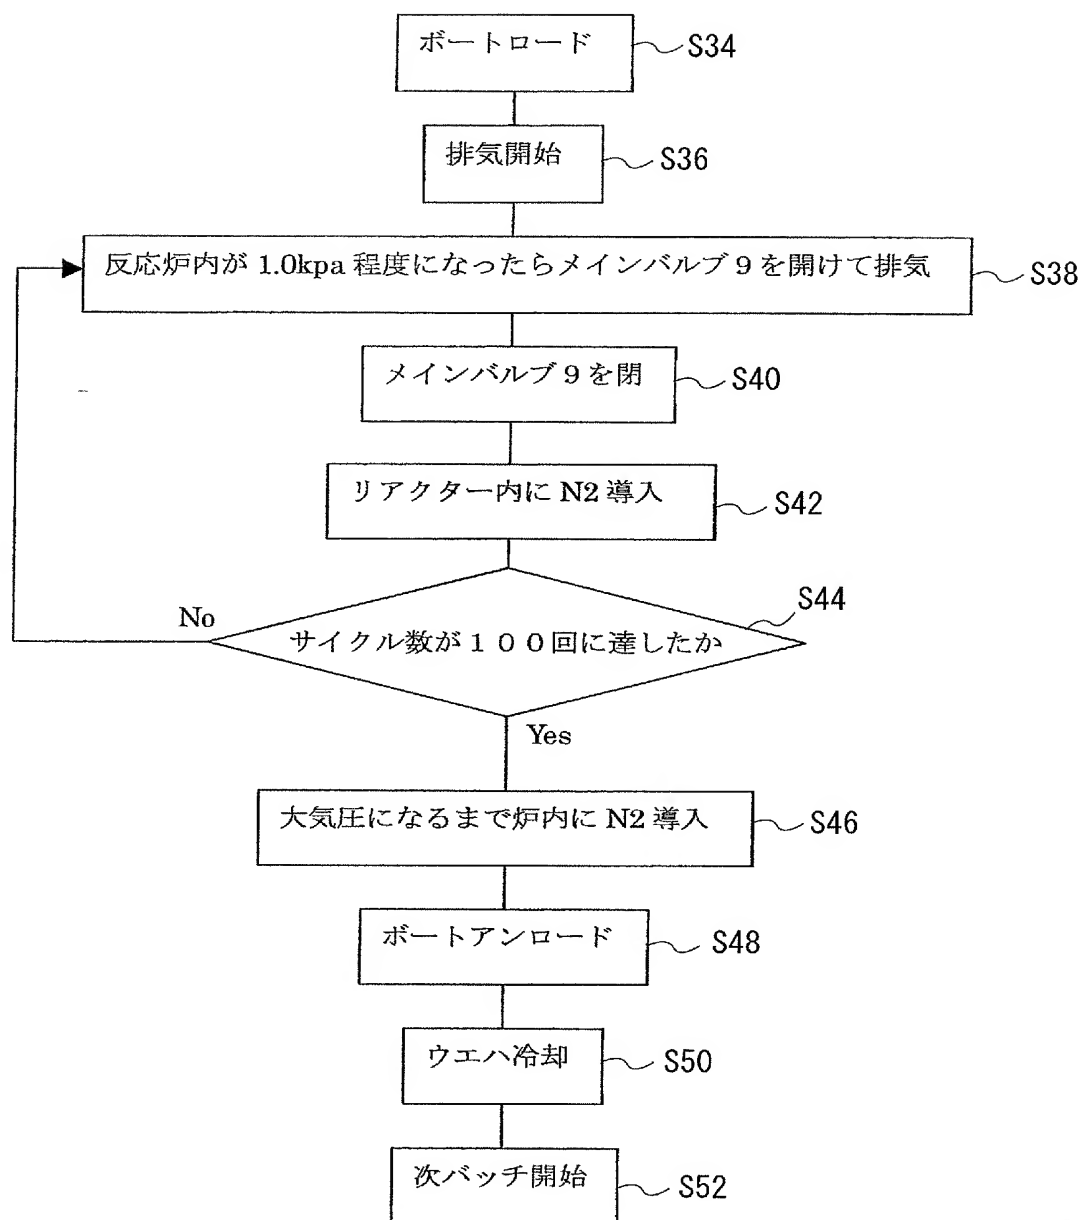 ボートロード
S34
排気開始
S36
反応炉内が 1.0kpa 程度になったらメインバルブ９を開けて排気
S38
メインバルブ９を閉
S40
リアクター内に N2 導入
S42
サイクル数が１００回に達したか
S44
No
Yes
大気圧になるまで炉内に N2 導入
S46
ボートアンロード
S48
ウエハ冷却
S50
次バッチ開始
S52